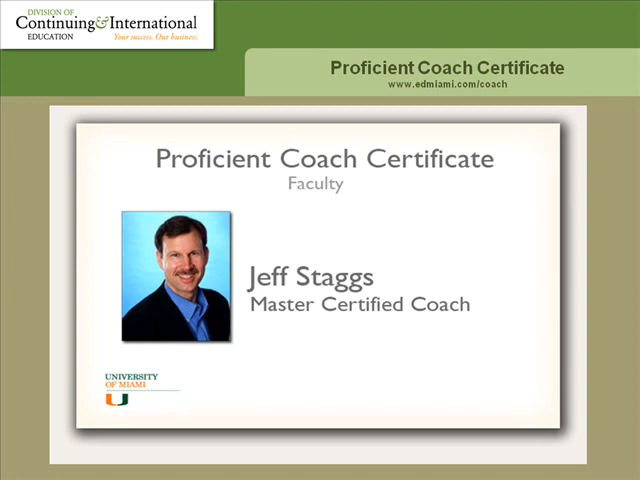 DIVISION OF
Continuing & International
EDUCATION
Your success. Our business.
Proficient Coach Certificate
www.edmiami.com/coach
Proficient Coach Certificate
Faculty
Jeff Staggs
Master Certified Coach
UNIVERSITY
OF MIAMI
U